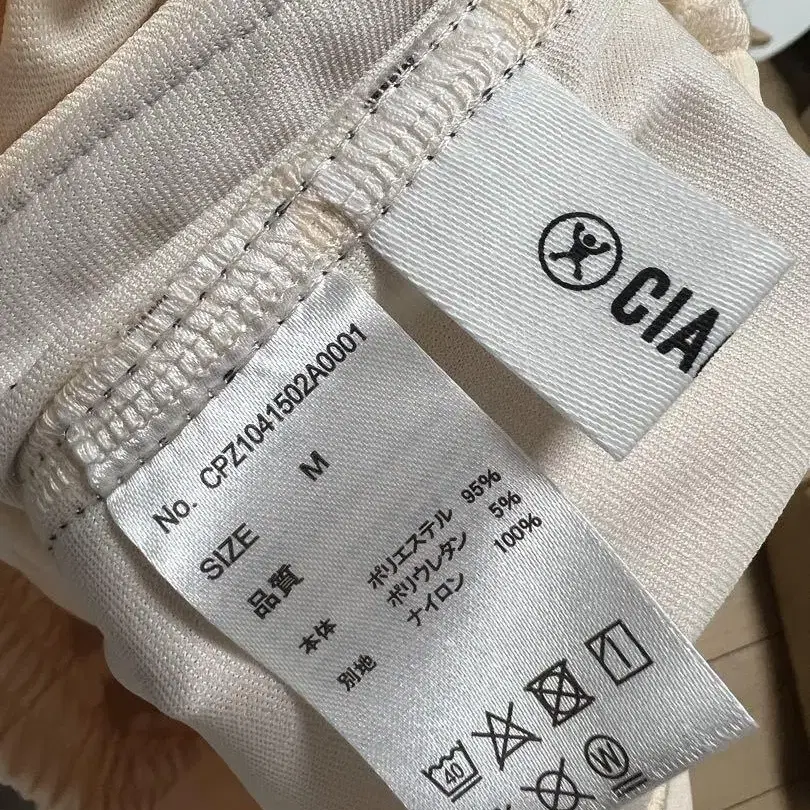 CIA
No. CPZ1041502A0001
SIZE M
品質
本体 ポリエステル 95%
ポリウレタン 5%
別地 ナイロン 100%
40
W